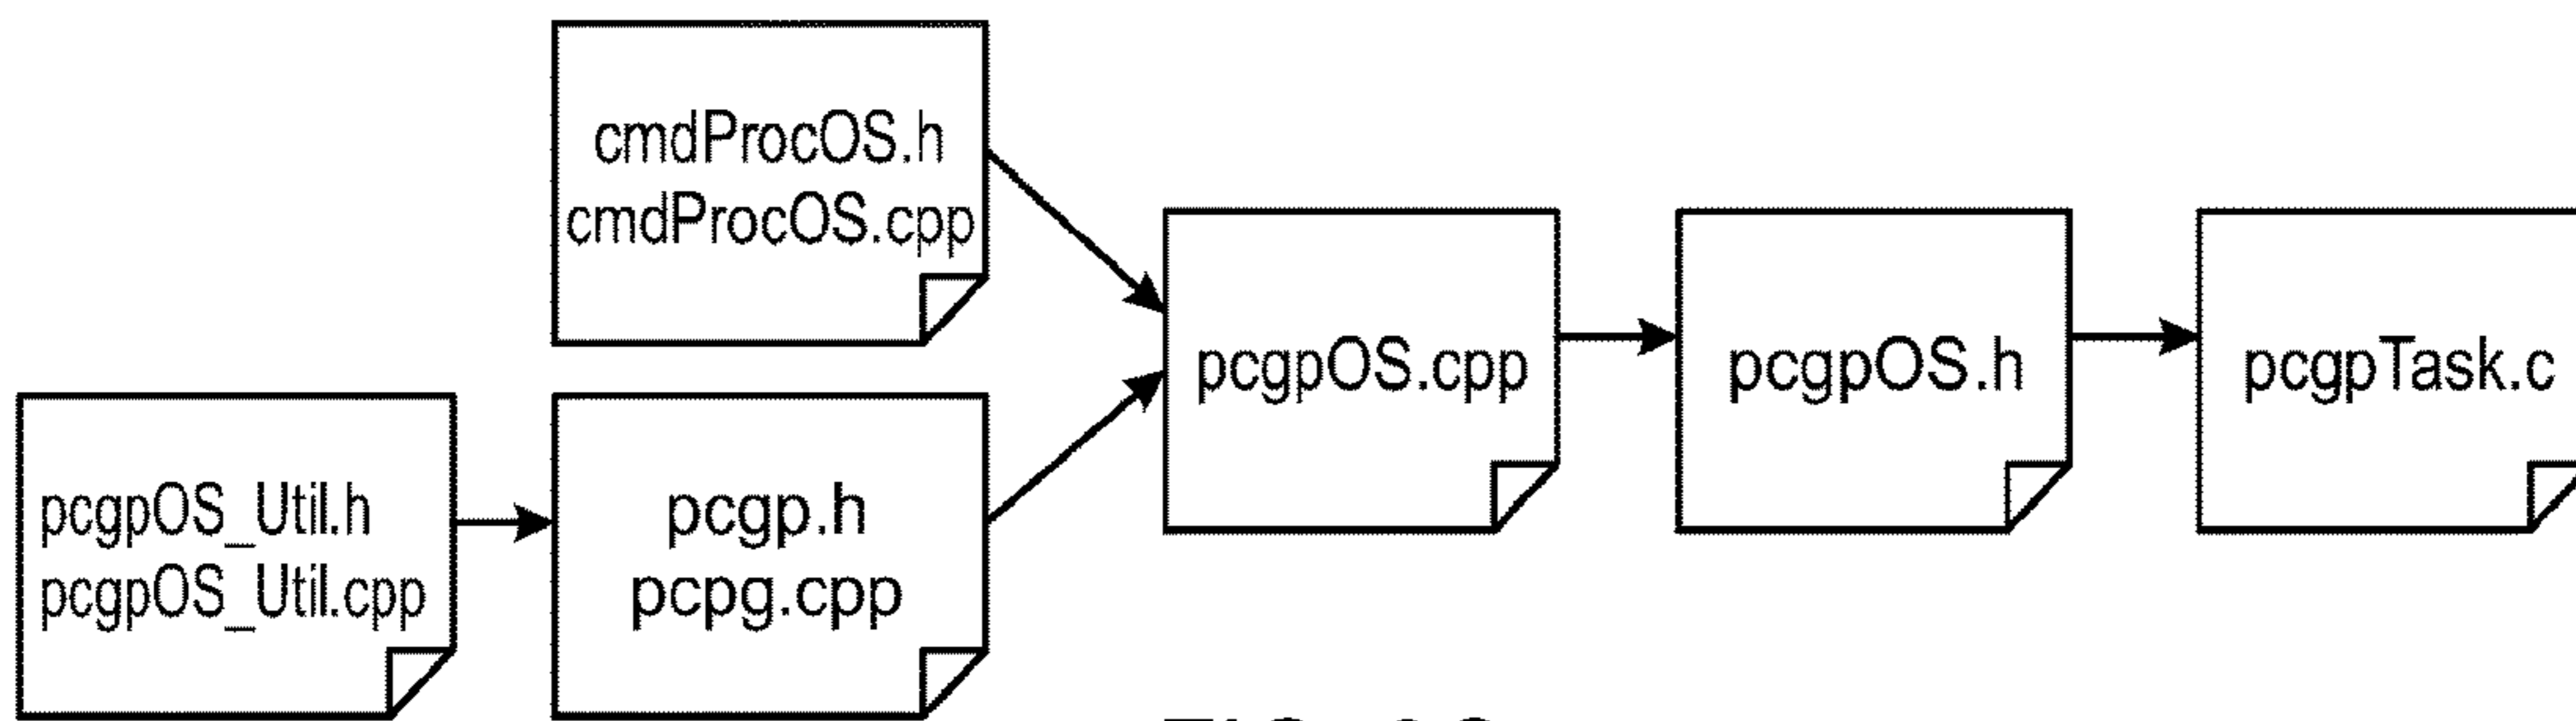 cmdProcOS.h
cmdProcOS.cpp
pcgpOS.cpp
pcgpOS.h
pcgpTask.c
pcgpOS_Util.h
pcgpOS_Util.cpp
pcgp.h
pcpg.cpp